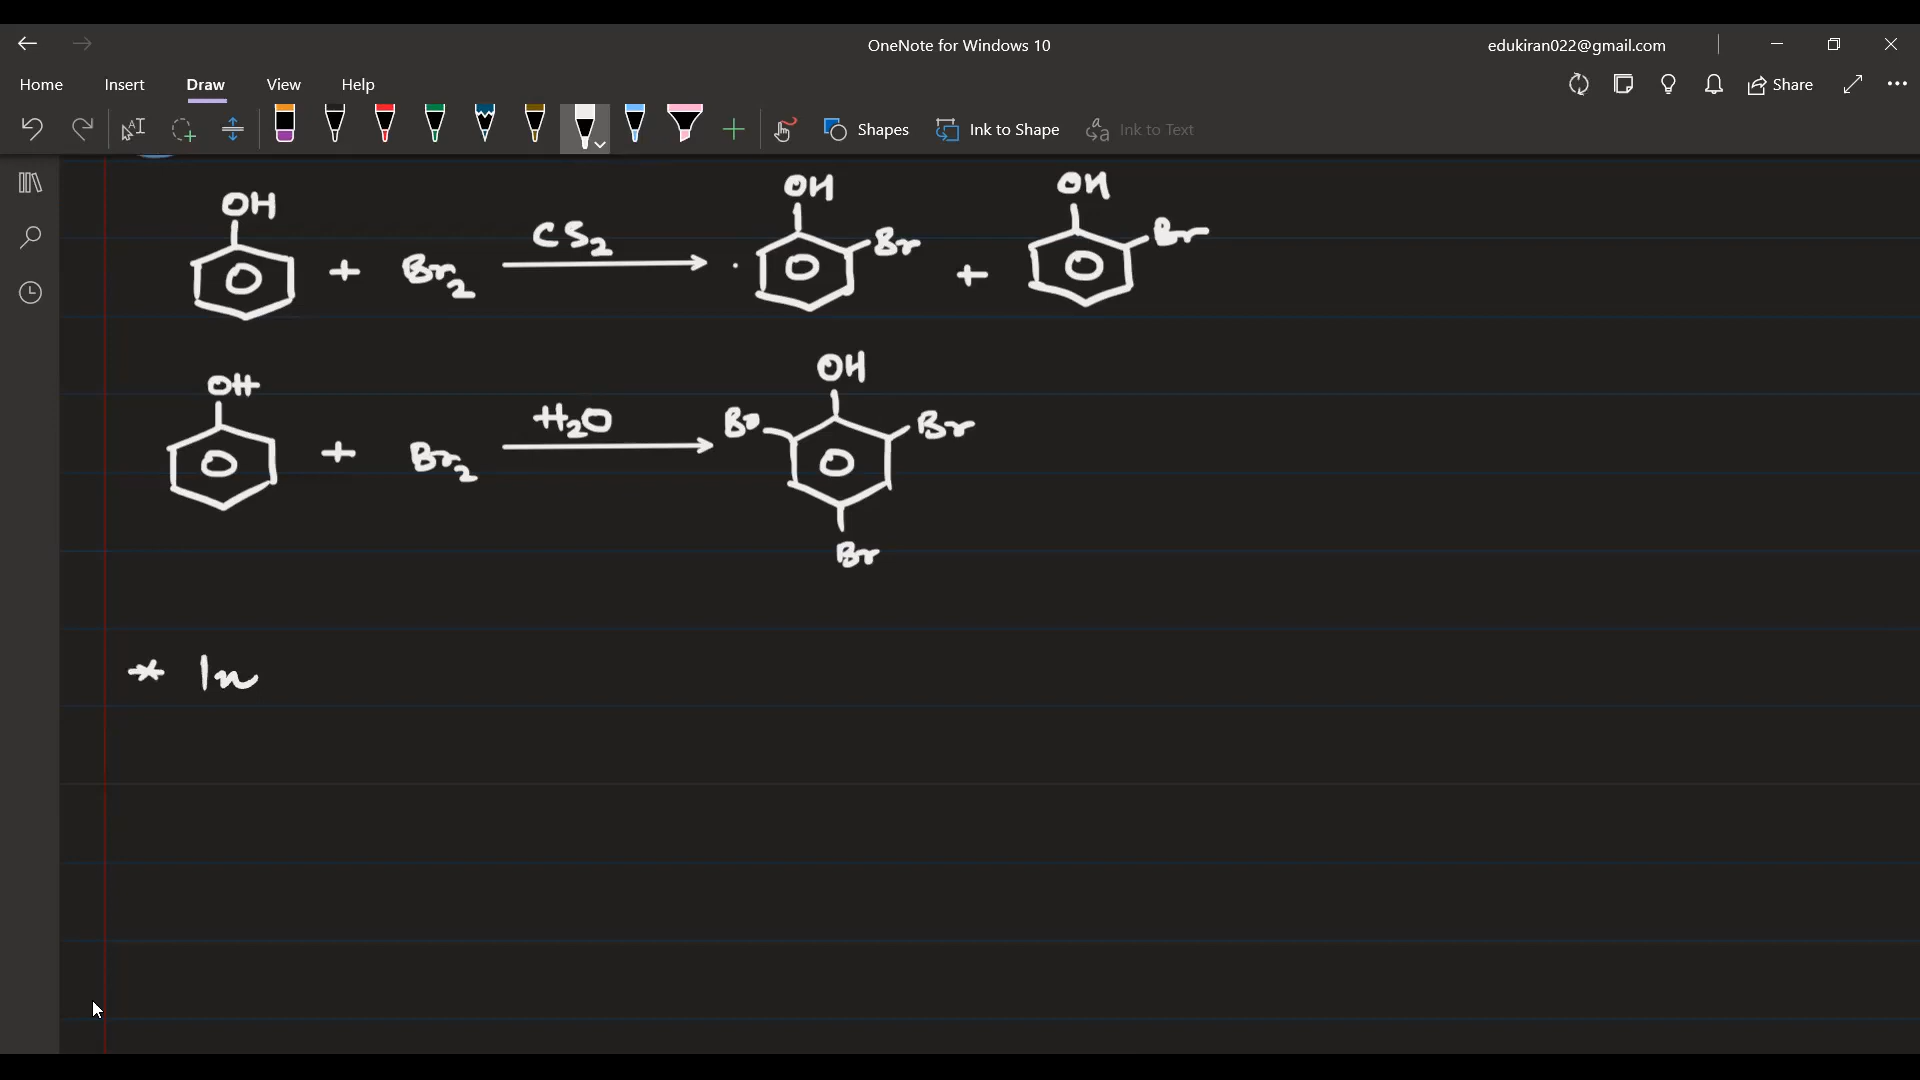 OneNote for Windows 10
edukiran022@gmail.com
Home Insert Draw View Help
Share
Shapes Ink to Shape Ink to Text
OH OH OH
+ Br2 CS2 Br + Br
OH OH
+ Br2 H2O Br Br
Br
* In